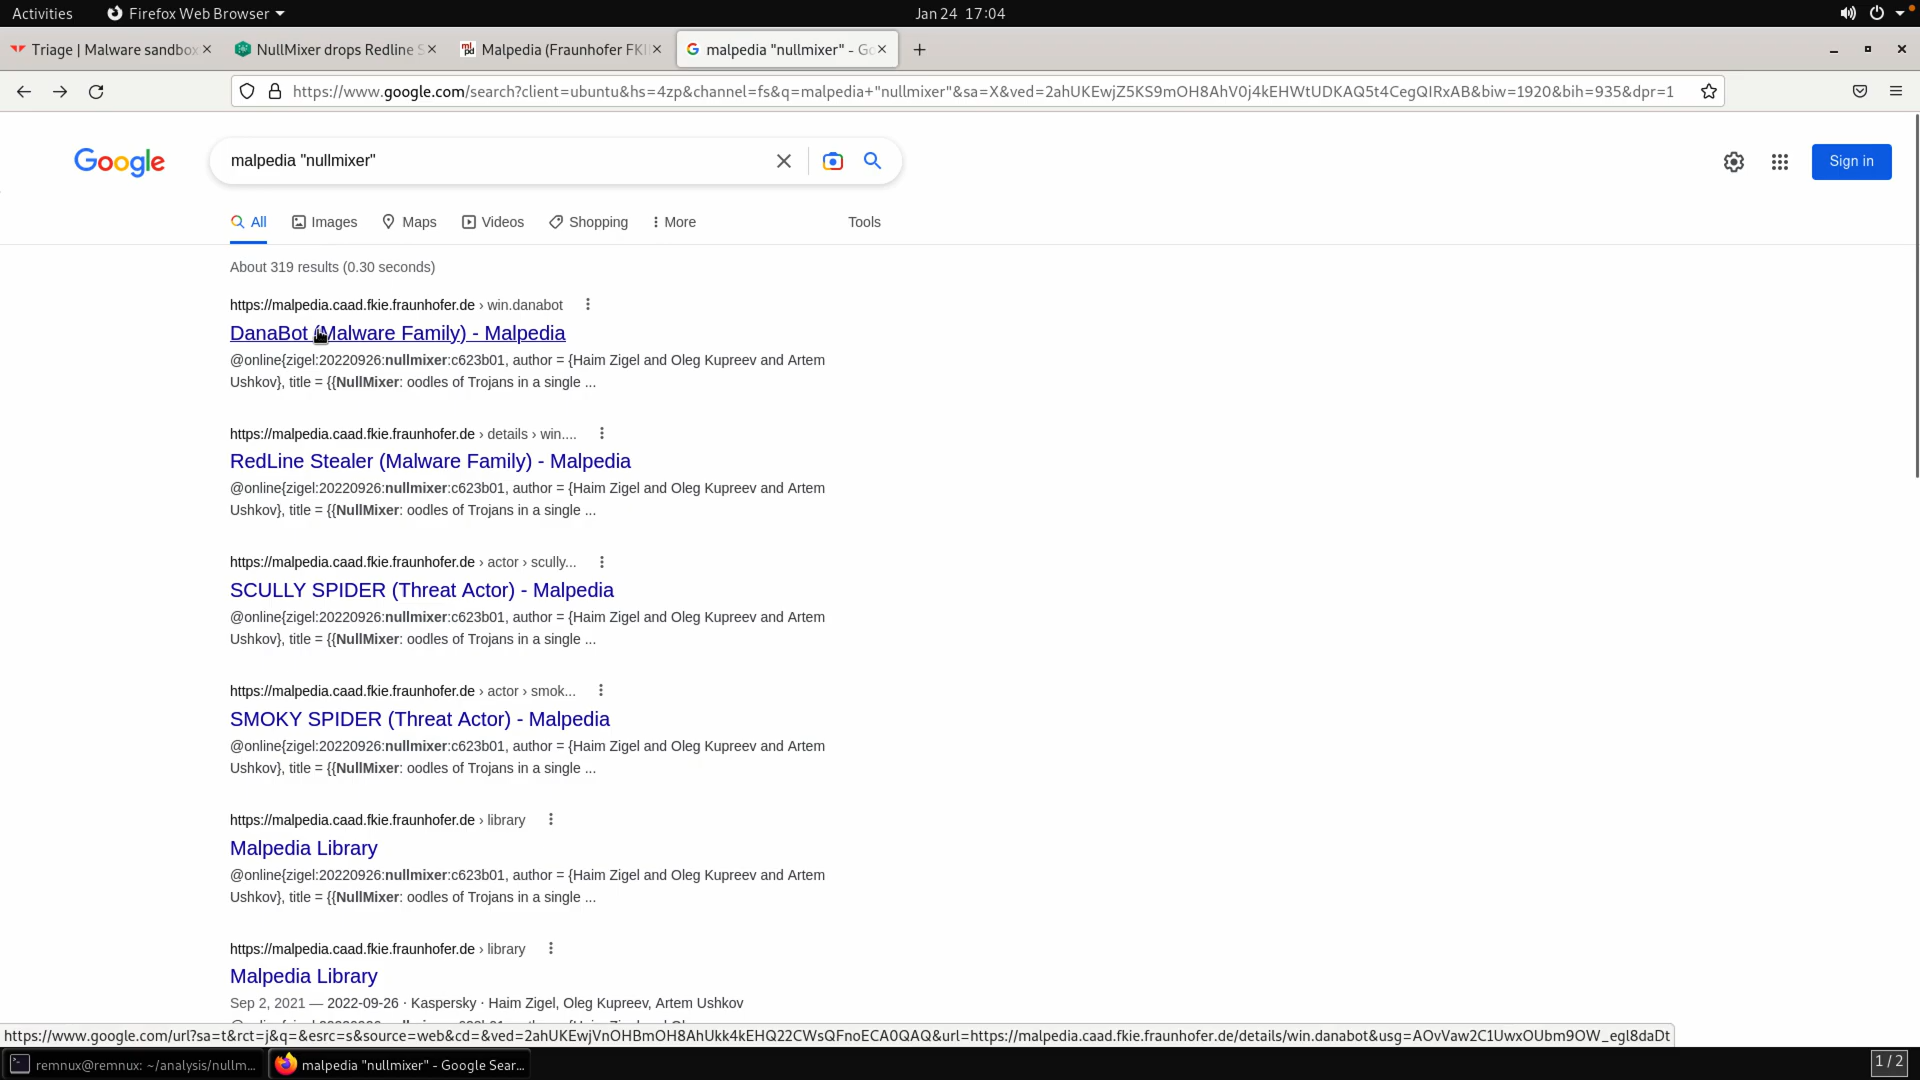 Activities
Firefox Web Browser
Jan 24 17:04
Triage | Malware sandbox
NullMixer drops Redline S
Malpedia (Fraunhofer FKI
malpedia "nullmixer" - Go
https://www.google.com/search?client=ubuntu&hs=4zp&channel=fs&q=malpedia+"nullmixer"&sa=X&ved=2ahUKEwjZ5KS9mOH8AhV0j4kEHWtUDKAQ5t4CegQIRxAB&biw=1920&bih=935&dpr=1
Google
malpedia "nullmixer"
Sign in
All
Images
Maps
Videos
Shopping
More
Tools
About 319 results (0.30 seconds)
https://malpedia.caad.fkie.fraunhofer.de › win.danabot
DanaBot (Malware Family) - Malpedia
@online{zigel:20220926:nullmixer:c623b01, author = {Haim Zigel and Oleg Kupreev and Artem
Ushkov}, title = {{NullMixer: oodles of Trojans in a single ...
https://malpedia.caad.fkie.fraunhofer.de › details › win....
RedLine Stealer (Malware Family) - Malpedia
@online{zigel:20220926:nullmixer:c623b01, author = {Haim Zigel and Oleg Kupreev and Artem
Ushkov}, title = {{NullMixer: oodles of Trojans in a single ...
https://malpedia.caad.fkie.fraunhofer.de › actor › scully...
SCULLY SPIDER (Threat Actor) - Malpedia
@online{zigel:20220926:nullmixer:c623b01, author = {Haim Zigel and Oleg Kupreev and Artem
Ushkov}, title = {{NullMixer: oodles of Trojans in a single ...
https://malpedia.caad.fkie.fraunhofer.de › actor › smok...
SMOKY SPIDER (Threat Actor) - Malpedia
@online{zigel:20220926:nullmixer:c623b01, author = {Haim Zigel and Oleg Kupreev and Artem
Ushkov}, title = {{NullMixer: oodles of Trojans in a single ...
https://malpedia.caad.fkie.fraunhofer.de › library
Malpedia Library
@online{zigel:20220926:nullmixer:c623b01, author = {Haim Zigel and Oleg Kupreev and Artem
Ushkov}, title = {{NullMixer: oodles of Trojans in a single ...
https://malpedia.caad.fkie.fraunhofer.de › library
Malpedia Library
Sep 2, 2021 — 2022-09-26 · Kaspersky · Haim Zigel, Oleg Kupreev, Artem Ushkov
https://www.google.com/url?sa=t&rct=j&q=&esrc=s&source=web&cd=&ved=2ahUKEwjVnOHBmOH8AhUkk4kEHQ22CWsQFnoECA0QAQ&url=https://malpedia.caad.fkie.fraunhofer.de/details/win.danabot&usg=AOvVaw2C1UwxOUbm9OW_egl8daDt
remnux@remnux: ~/analysis/nullm...
malpedia "nullmixer" - Google Sear...
1 / 2